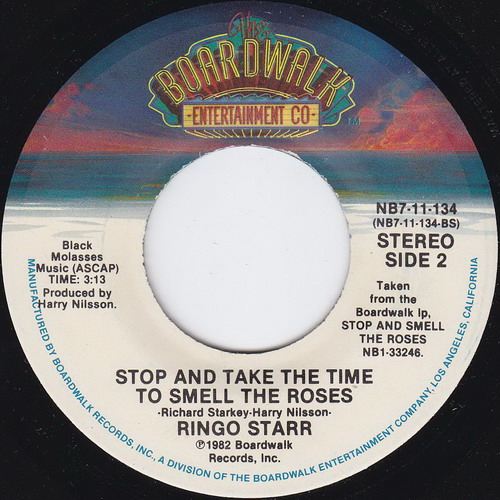 The
BOARDWALK
-ENTERTAINMENT CO-
TM
NB7-11-134
(NB7-11-134-BS)
STEREO
SIDE 2
Black
Molasses
Music (ASCAP)
TIME: 3:13
Produced by
Harry Nilsson.
Taken
from the
Boardwalk lp,
STOP AND SMELL
THE ROSES
NB1-33246.
STOP AND TAKE THE TIME
TO SMELL THE ROSES
-Richard Starkey-Harry Nilsson-
RINGO STARR
℗1982 Boardwalk
Records, Inc.
MANUFACTURED BY BOARDWALK RECORDS, INC., A DIVISION OF THE BOARDWALK ENTERTAINMENT COMPANY, LOS ANGELES, CALIFORNIA